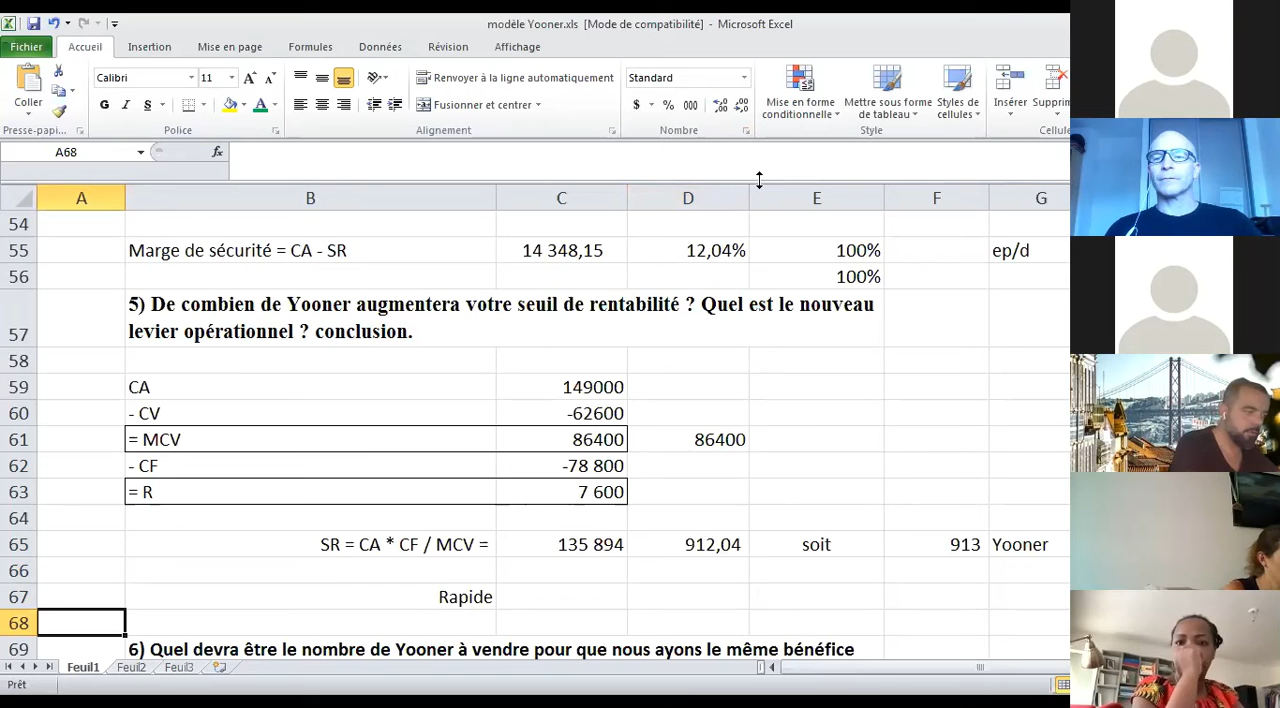 modèle Yooner.xls [Mode de compatibilité] - Microsoft Excel
Fichier Accueil Insertion Mise en page Formules Données Révision Affichage
Calibri 11 Renvoyer à la ligne automatiquement Standard
Coller G I S Fusionner et centrer $ % 000 Mise en forme conditionnelle Mettre sous forme de tableau Styles de cellules Insérer Supprim
Presse-papi... Police Alignement Nombre Style Cellule
A68 fx
A B C D E F G
54
55 Marge de sécurité = CA - SR 14 348,15 12,04% 100% ep/d
56 100%
57 5) De combien de Yooner augmentera votre seuil de rentabilité ? Quel est le nouveau
levier opérationnel ? conclusion.
58
59 CA 149000
60 - CV -62600
61 = MCV 86400 86400
62 - CF -78 800
63 = R 7 600
64
65 SR = CA * CF / MCV = 135 894 912,04 soit 913 Yooner
66
67 Rapide
68
69 6) Quel devra être le nombre de Yooner à vendre pour que nous ayons le même bénéfice
Feuil1 Feuil2 Feuil3
Prêt